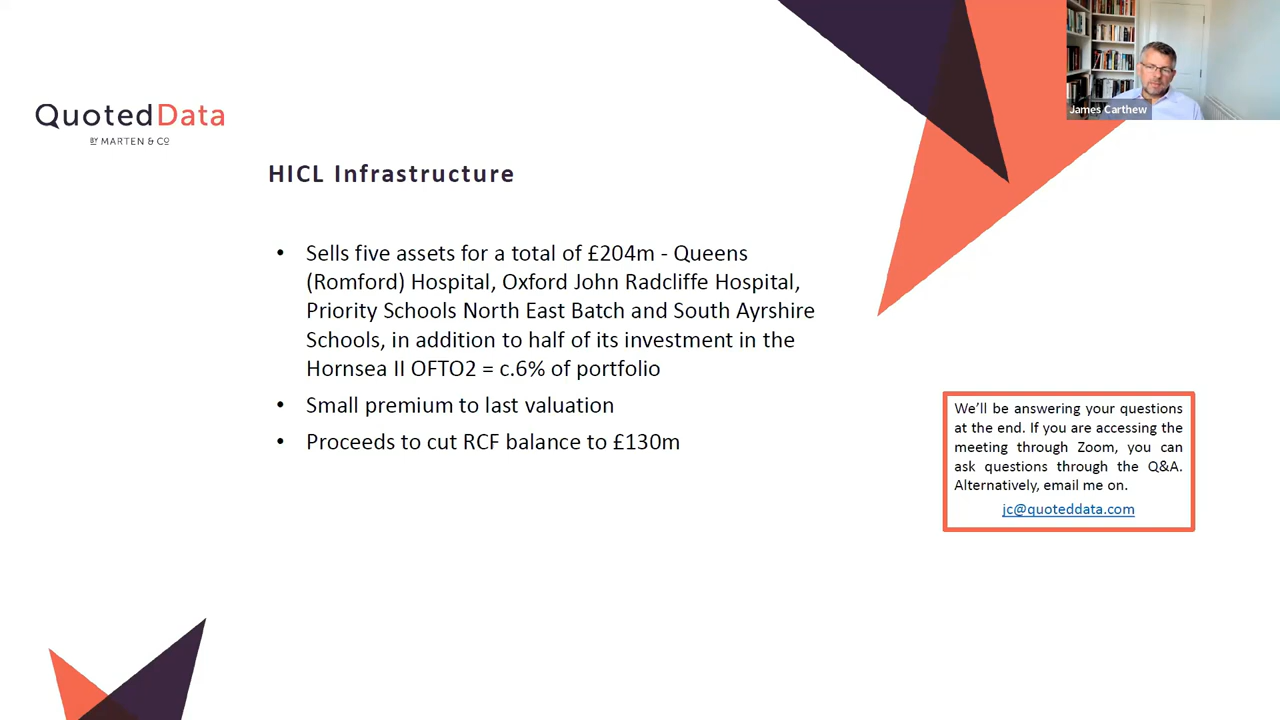 QuotedData
BY MARTEN & CO
James Carthew
HICL Infrastructure
• Sells five assets for a total of £204m - Queens
(Romford) Hospital, Oxford John Radcliffe Hospital,
Priority Schools North East Batch and South Ayrshire
Schools, in addition to half of its investment in the
Hornsea II OFTO2 = c.6% of portfolio
• Small premium to last valuation
• Proceeds to cut RCF balance to £130m
We’ll be answering your questions
at the end. If you are accessing the
meeting through Zoom, you can
ask questions through the Q&A.
Alternatively, email me on.
jc@quoteddata.com